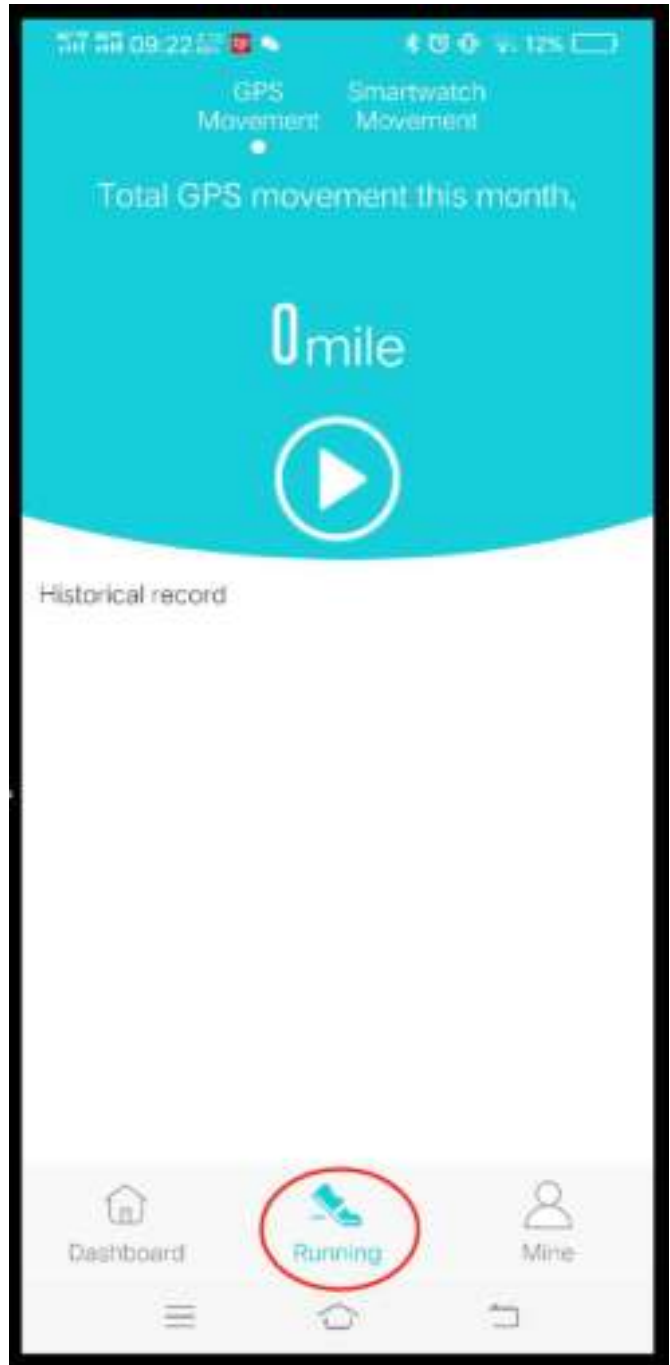 09:22
12%
GPS Movement
Smartwatch Movement
Total GPS movement this month,
0mile
Historical record
Dashboard
Running
Mine